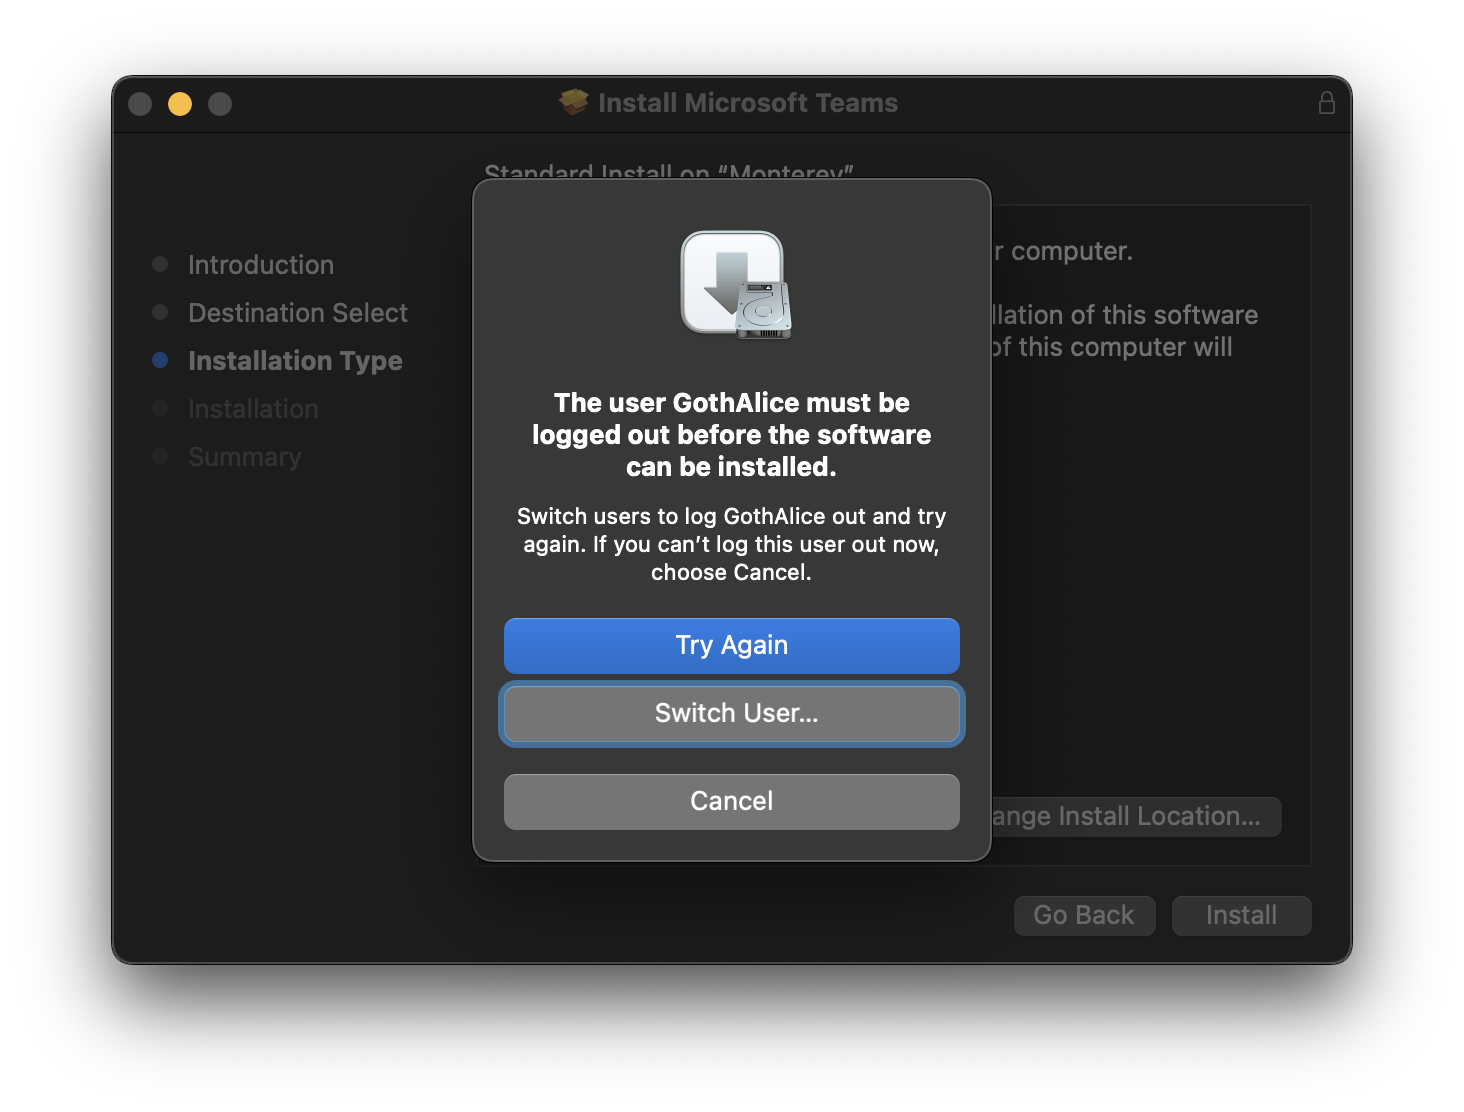 Install Microsoft Teams
Standard Install on “Monterey”
Introduction
Destination Select
Installation Type
Installation
Summary
r computer.
llation of this software
of this computer will
The user GothAlice must be
logged out before the software
can be installed.
Switch users to log GothAlice out and try
again. If you can’t log this user out now,
choose Cancel.
Try Again
Switch User...
Cancel
ange Install Location...
Go Back
Install